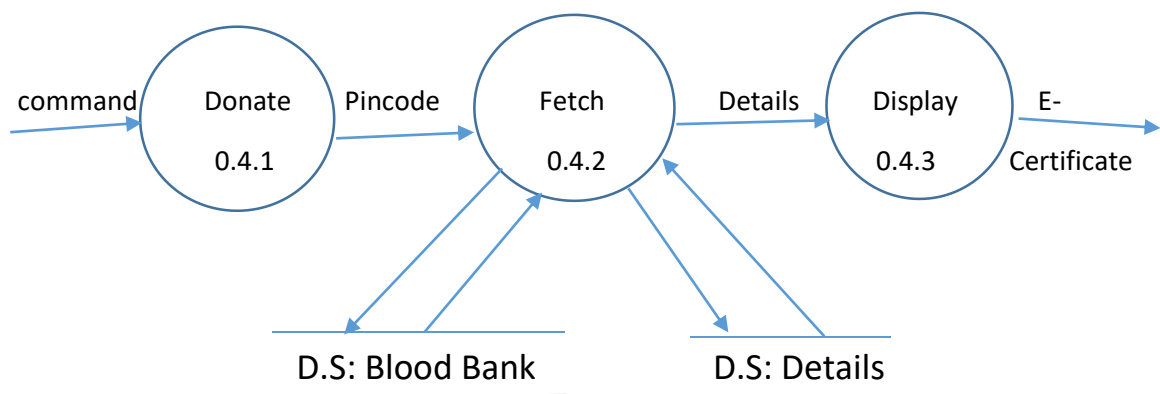 command
Donate
0.4.1
Pincode
Fetch
0.4.2
Details
Display
0.4.3
E-
Certificate
D.S: Blood Bank
D.S: Details